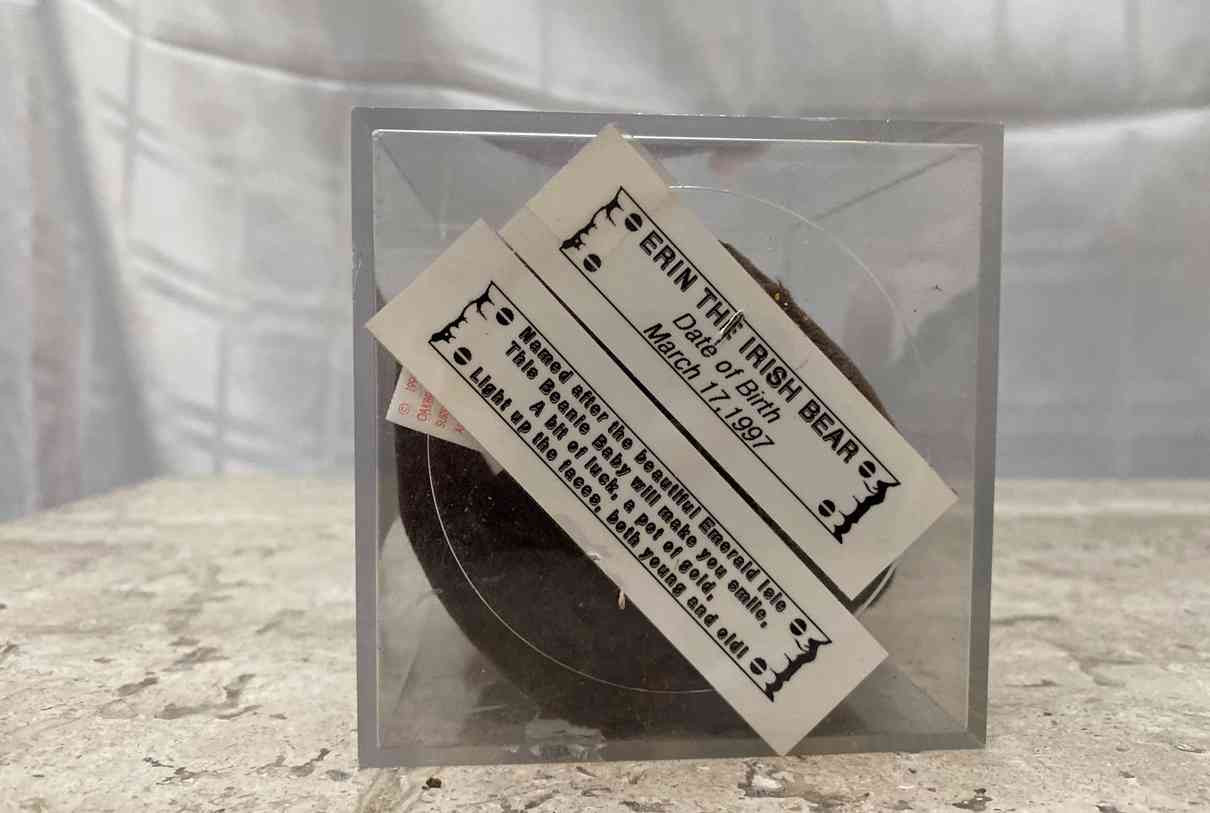 ERIN THE IRISH BEAR
Date of Birth
March 17,1997
Named after the beautiful Emerald Isle
This Beanie Baby will make you smile,
A bit of luck, a pot of gold,
Light up the faces, both young and old!
©